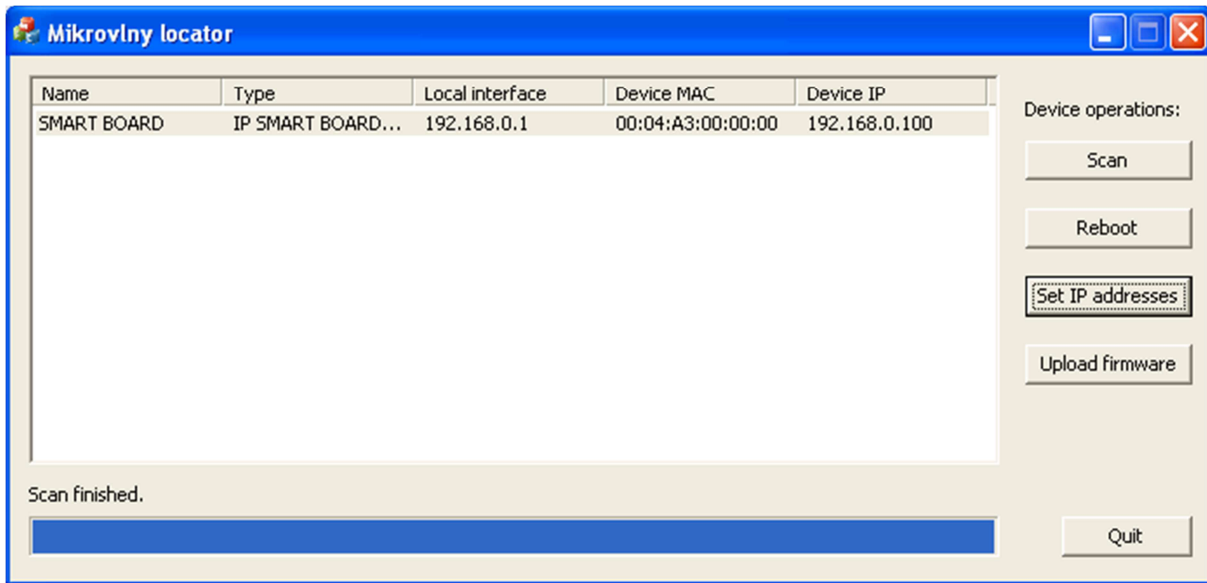 Mikrovlny locator
Name Type Local interface Device MAC Device IP
SMART BOARD IP SMART BOARD... 192.168.0.1 00:04:A3:00:00:00 192.168.0.100
Device operations:
Scan
Reboot
Set IP addresses
Upload firmware
Scan finished.
Quit